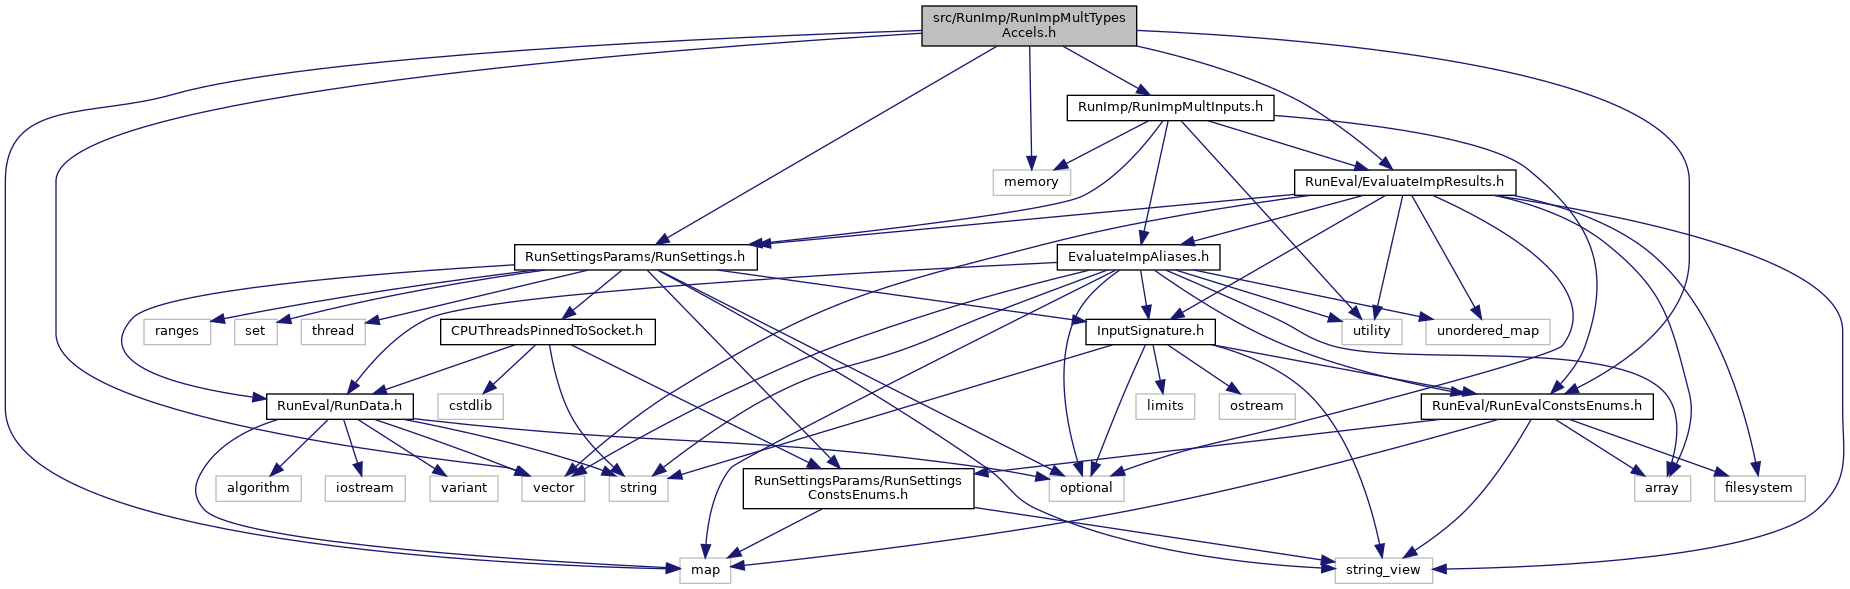 src/RunImp/RunImpMultTypes
Accels.h
RunImp/RunImpMultInputs.h
memory
RunEval/EvaluateImpResults.h
RunSettingsParams/RunSettings.h
EvaluateImpAliases.h
ranges
set
thread
CPUThreadsPinnedToSocket.h
InputSignature.h
utility
unordered_map
RunEval/RunData.h
cstdlib
limits
ostream
RunEval/RunEvalConstsEnums.h
algorithm
iostream
variant
vector
string
RunSettingsParams/RunSettings
ConstsEnums.h
optional
array
filesystem
map
string_view